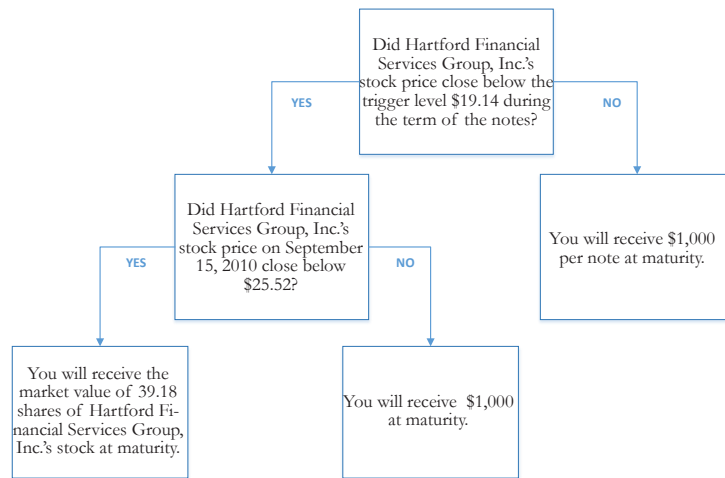 Did Hartford Financial
Services Group, Inc.'s
stock price close below the
trigger level $19.14 during
the term of the notes?
YES
NO
Did Hartford Financial
Services Group, Inc.'s
stock price on September
15, 2010 close below
$25.52?
You will receive $1,000
per note at maturity.
YES
NO
You will receive the
market value of 39.18
shares of Hartford Fi-
nancial Services Group,
Inc.'s stock at maturity.
You will receive $1,000
at maturity.